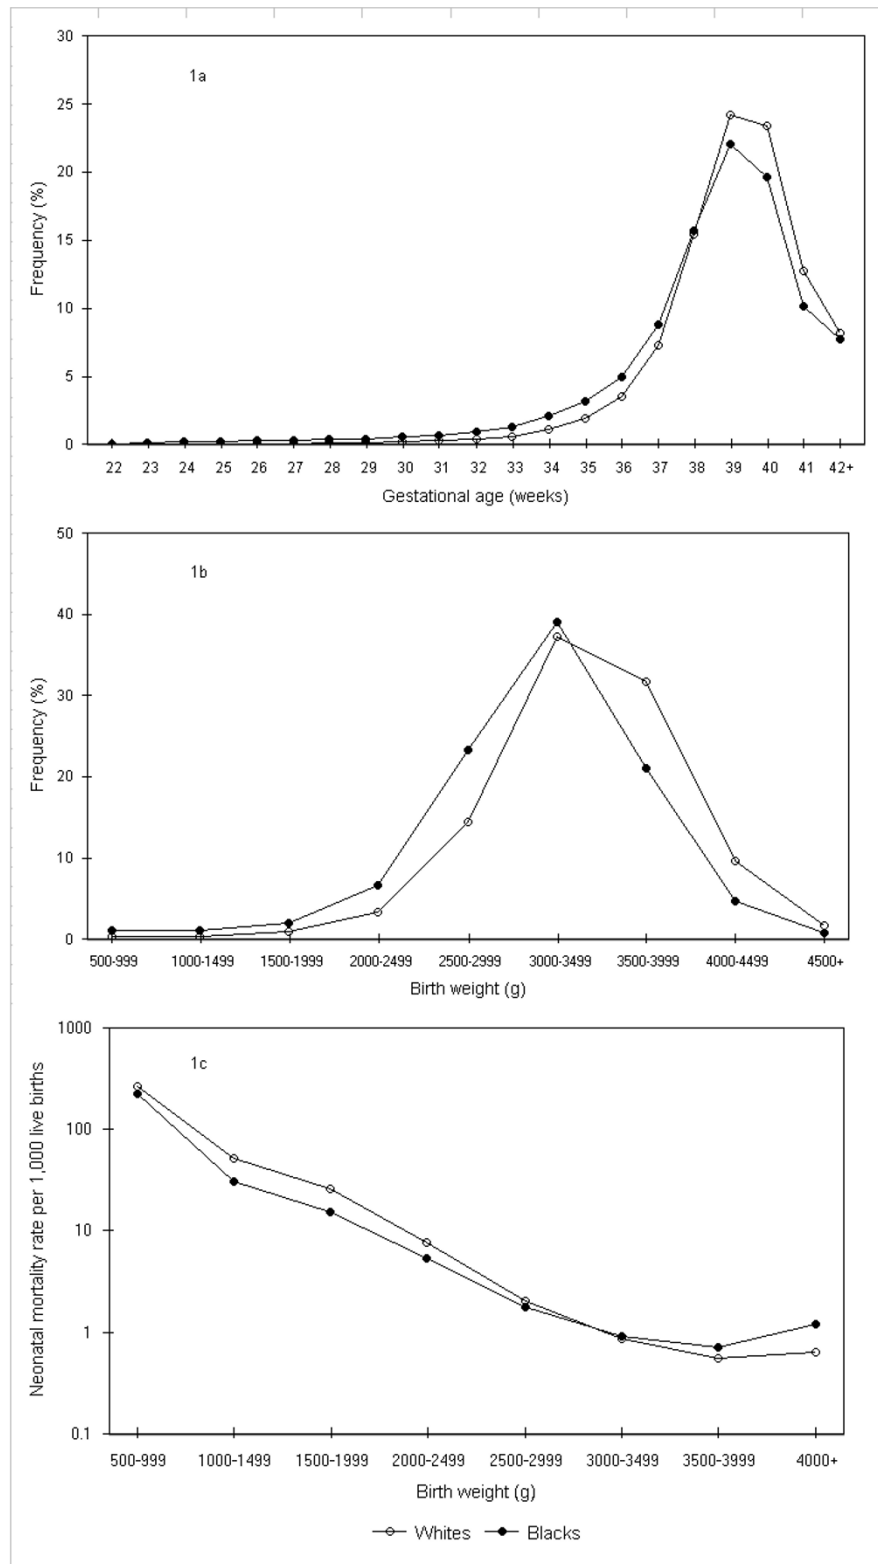 1a
30
25
20
15
10
5
0
Frequency (%)
22 23 24 25 26 27 28 29 30 31 32 33 34 35 36 37 38 39 40 41 42+
Gestational age (weeks)
1b
50
40
30
20
10
0
Frequency (%)
500-999 1000-1499 1500-1999 2000-2499 2500-2999 3000-3499 3500-3999 4000-4499 4500+
Birth weight (g)
1c
1000
100
10
1
0.1
Neonatal mortality rate per 1,000 live births
500-999 1000-1499 1500-1999 2000-2499 2500-2999 3000-3499 3500-3999 4000+
Birth weight (g)
Whites Blacks